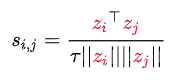 s_{i,j} = \frac{z_i^\top z_j}{\tau ||z_i|| ||z_j||}